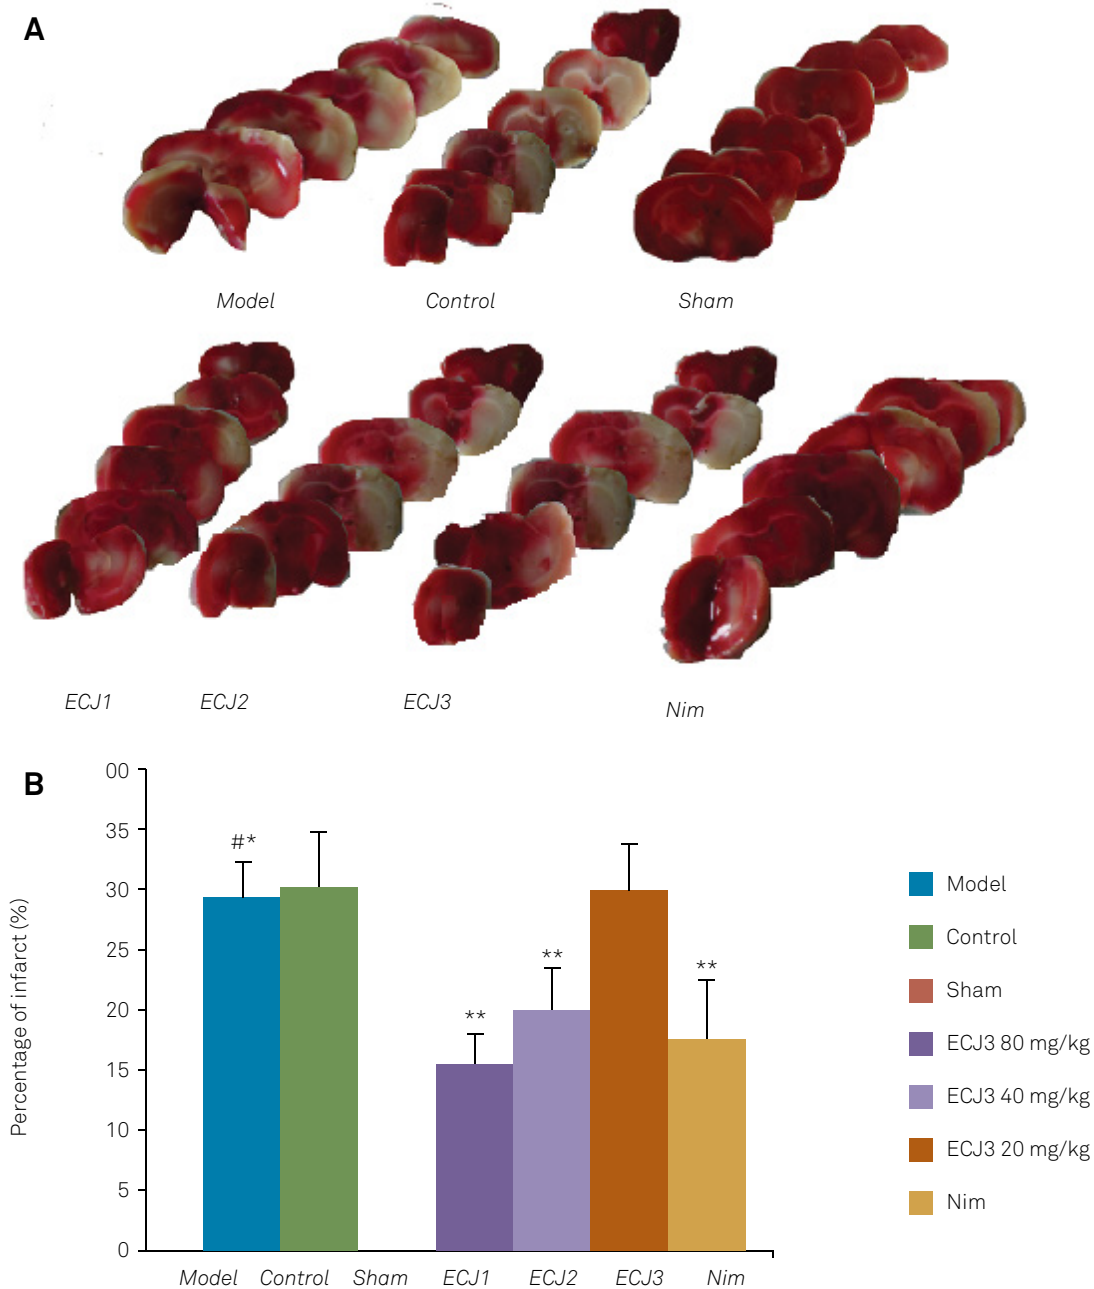 A
Model Control Sham
ECJ1 ECJ2 ECJ3 Nim
B
Percentage of infarct (%)
00
35
30
25
20
15
10
5
0
#*
**
**
**
Model Control Sham ECJ1 ECJ2 ECJ3 Nim
Model
Control
Sham
ECJ3 80 mg/kg
ECJ3 40 mg/kg
ECJ3 20 mg/kg
Nim